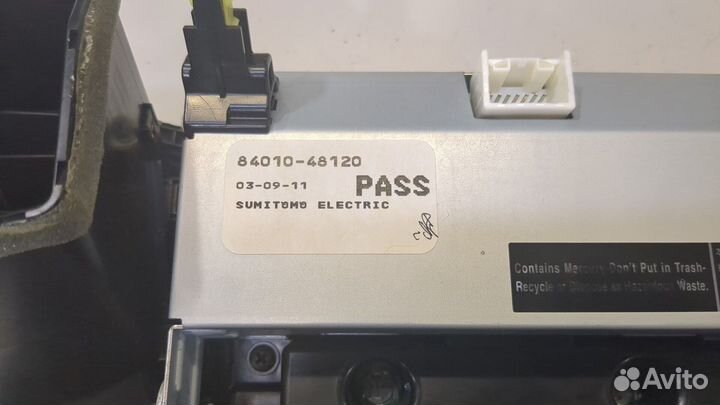 84010-48120
03-09-11 PASS
SUMITOMO ELECTRIC
Contains Mercury-Don't Put in Trash-
Recycle or Dispose as Hazardous Waste.
Avito